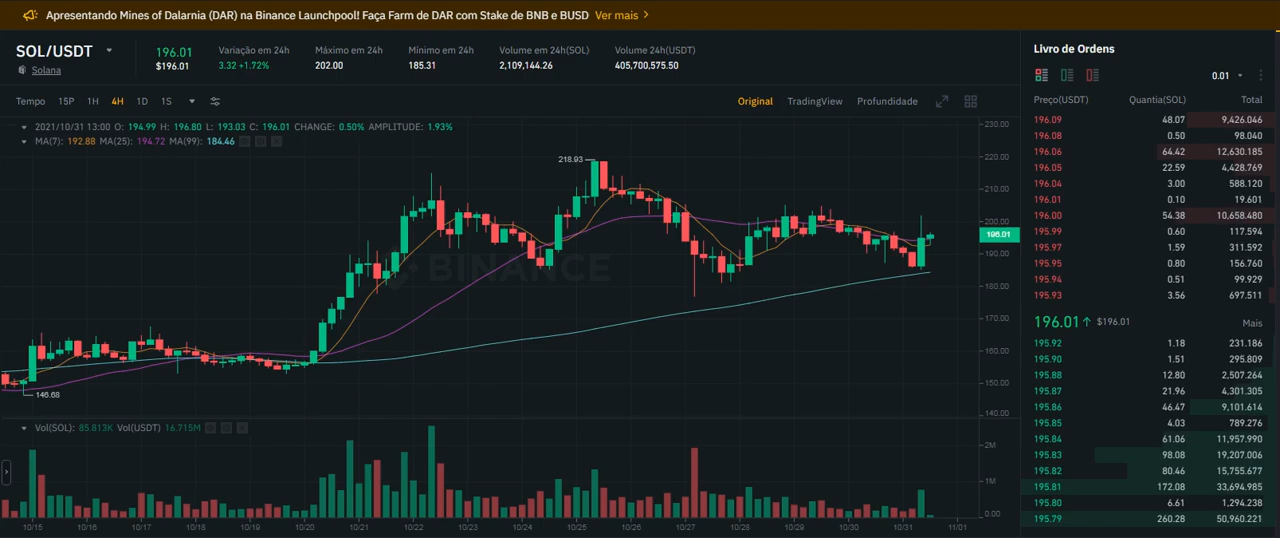 Apresentando Mines of Dalarnia (DAR) na Binance Launchpool! Faça Farm de DAR com Stake de BNB e BUSD Ver mais
SOL/USDT
Solana
196.01
$196.01
Variação em 24h
3.32 +1.72%
Máximo em 24h
202.00
Mínimo em 24h
185.31
Volume em 24h(SOL)
2,109,144.26
Volume 24h(USDT)
405,700,575.50
Tempo 15P 1H 4H 1D 1S
Original TradingView Profundidade
2021/10/31 13:00 O: 194.99 H: 196.80 L: 193.03 C: 196.01 CHANGE: 0.50% AMPLITUDE: 1.93%
MA(7): 192.88 MA(25): 194.72 MA(99): 184.46
218.93
146.68
BINANCE
230.00
220.00
210.00
200.00
196.01
190.00
180.00
170.00
160.00
150.00
140.00
Vol(SOL): 85.813K Vol(USDT) 16.715M
2M
1M
0.00
10/15 10/16 10/17 10/18 10/19 10/20 10/21 10/22 10/23 10/24 10/25 10/26 10/27 10/28 10/29 10/30 10/31 11/01
Livro de Ordens
0.01
Preço(USDT) Quantia(SOL) Total
196.09 48.07 9,426.046
196.08 0.50 98.040
196.06 64.42 12,630.185
196.05 22.59 4,428.769
196.04 3.00 588.120
196.01 0.10 19.601
196.00 54.38 10,658.480
195.99 0.60 117.594
195.97 1.59 311.592
195.95 0.80 156.760
195.94 0.51 99.929
195.93 3.56 697.511
196.01 $196.01 Mais
195.92 1.18 231.186
195.90 1.51 295.809
195.88 12.80 2,507.264
195.87 21.96 4,301.305
195.86 46.47 9,101.614
195.85 4.03 789.276
195.84 61.06 11,957.990
195.83 98.08 19,207.006
195.82 80.46 15,755.677
195.81 172.08 33,694.985
195.80 6.61 1,294.238
195.79 260.28 50,960.221